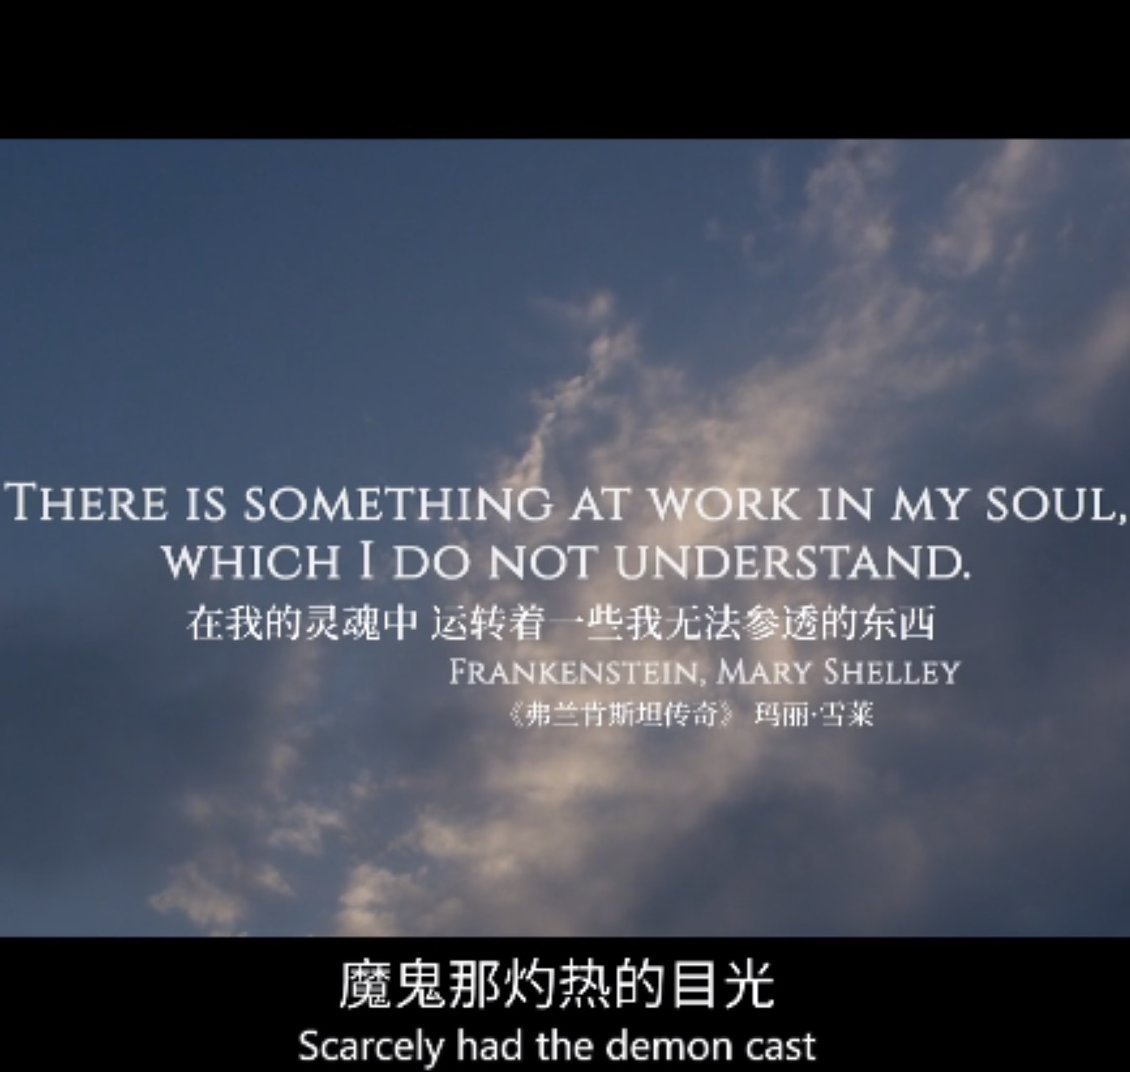 THERE IS SOMETHING AT WORK IN MY SOUL,
WHICH I DO NOT UNDERSTAND.
在我的灵魂中 运转着一些我无法参透的东西
FRANKENSTEIN, MARY SHELLEY
《弗兰肯斯坦传奇》 玛丽·雪莱
魔鬼那灼热的目光
Scarcely had the demon cast